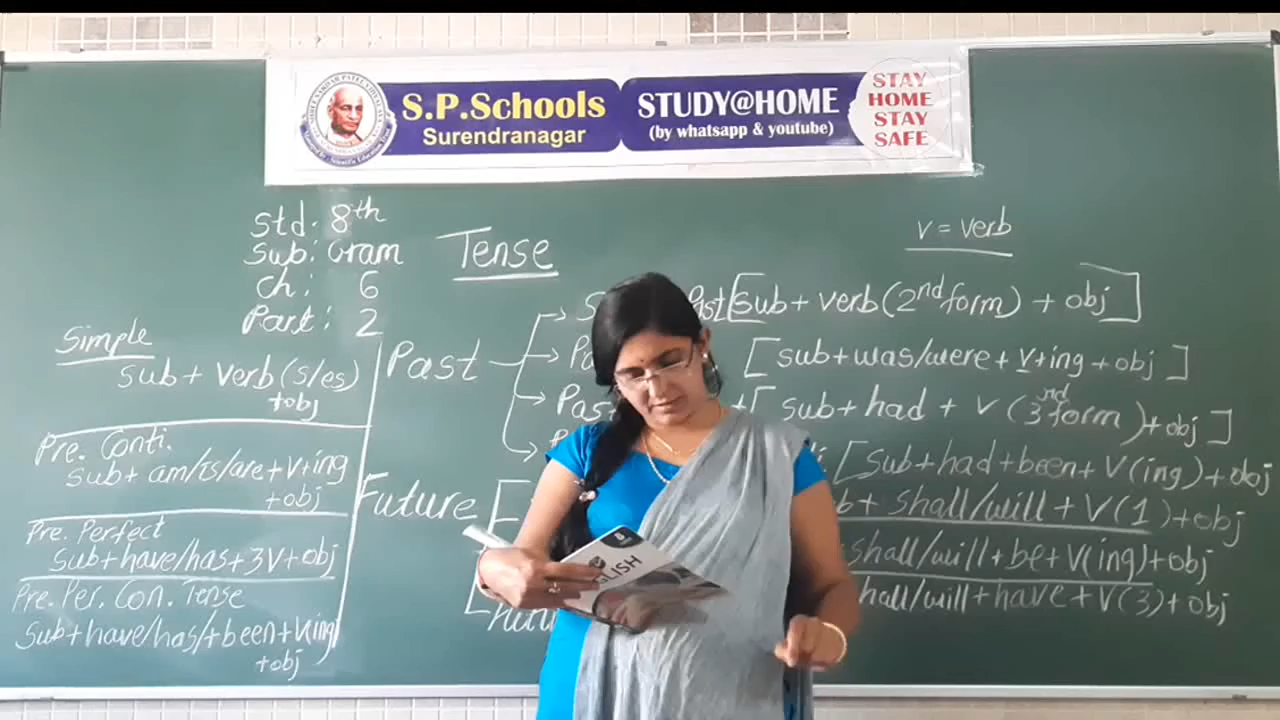 S.P.Schools
Surendranagar
STUDY@HOME
(by whatsapp & youtube)
STAY
HOME
STAY
SAFE
Std: 8th
Sub: Gram
Ch: 6
Part: 2
Tense
v = verb
Simple
Sub + Verb (s/es)
+obj
Pre. Conti.
Sub + am/is/are + V+ing
+obj
Pre. Perfect
Sub + have/has + 3V + obj
Pre. Per. Con. Tense
Sub + have/has/ + been + V(ing)
+obj
Past
[Sub + verb (2nd form) + obj]
[Sub + was/were + v+ing + obj]
[Sub + had + V (3nd form) + obj]
[Sub + had + been + V (ing) + obj
Future
+ shall/will + V (1) + obj
shall/will + be + V(ing) + obj
/will + have + V(3) + obj
8